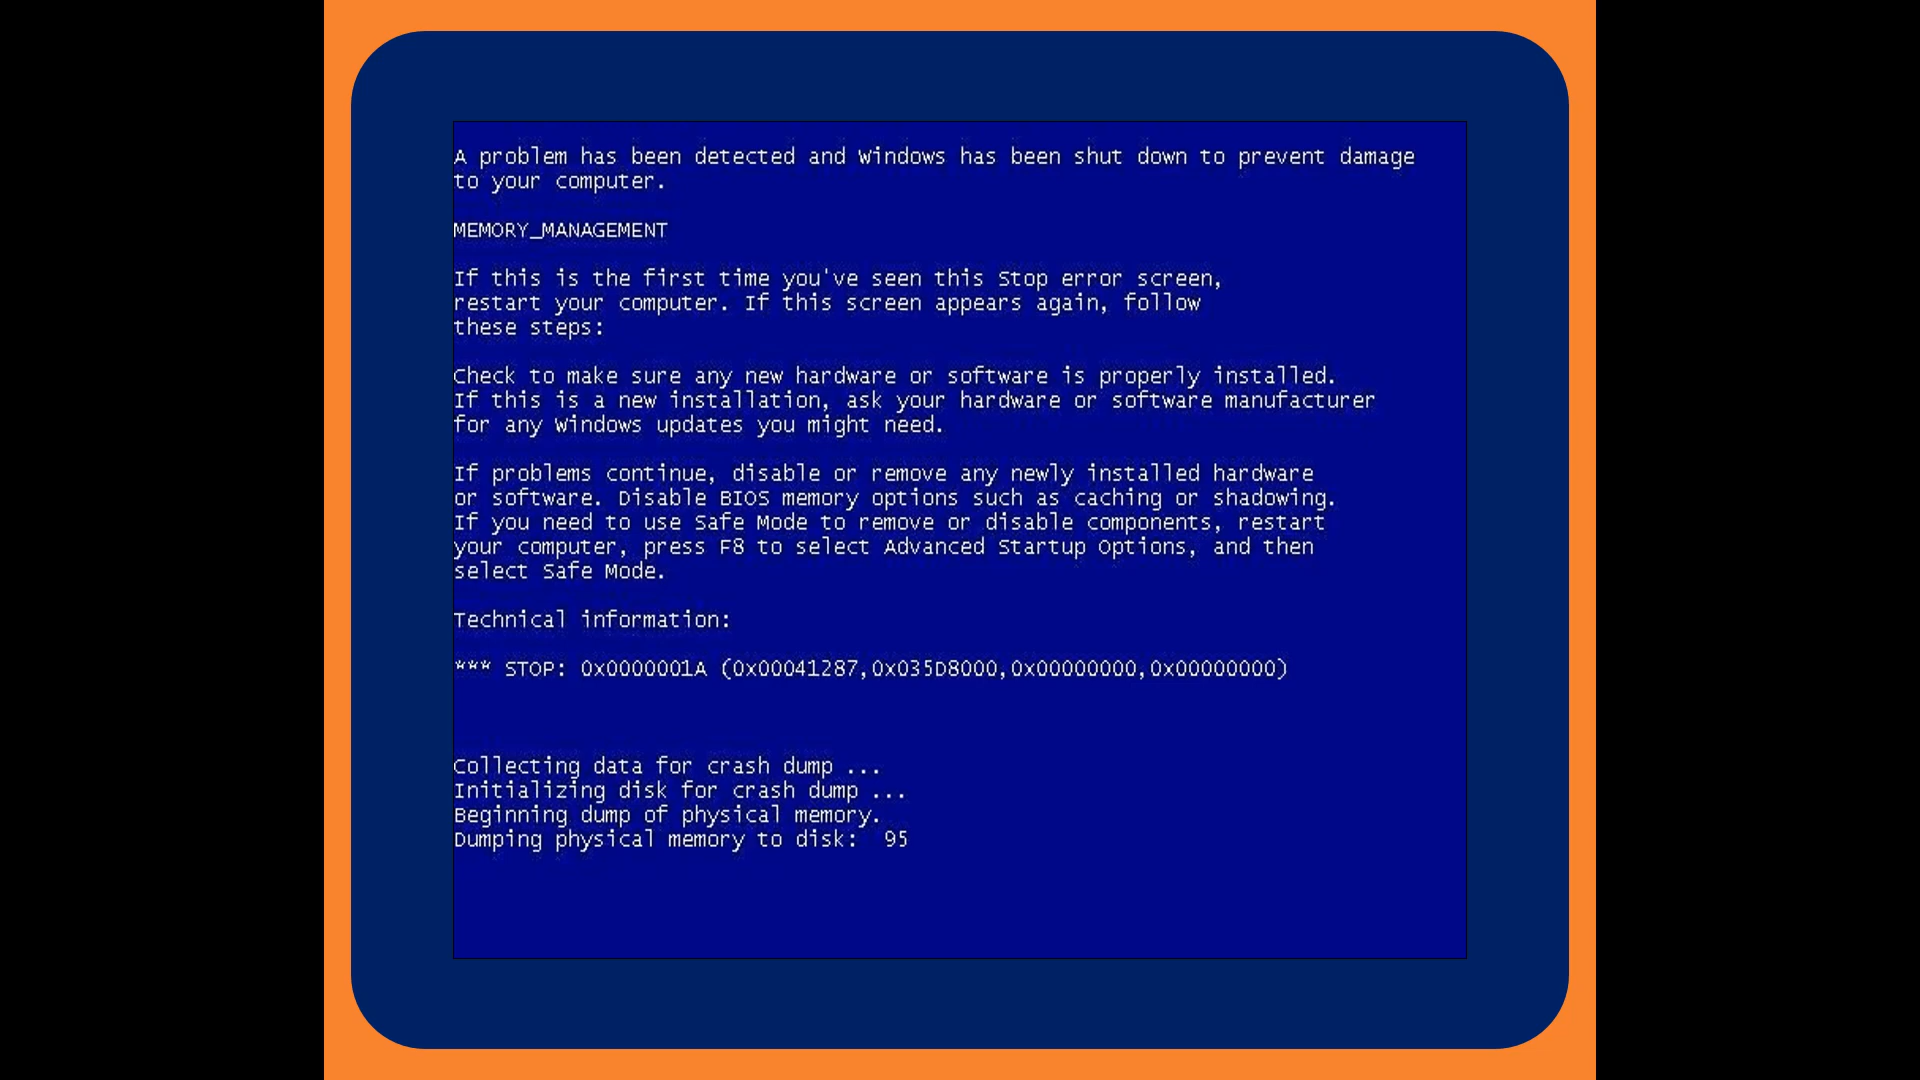 A problem has been detected and Windows has been shut down to prevent damage
to your computer.
MEMORY_MANAGEMENT
If this is the first time you've seen this Stop error screen,
restart your computer. If this screen appears again, follow
these steps:
Check to make sure any new hardware or software is properly installed.
If this is a new installation, ask your hardware or software manufacturer
for any Windows updates you might need.
If problems continue, disable or remove any newly installed hardware
or software. Disable BIOS memory options such as caching or shadowing.
If you need to use Safe Mode to remove or disable components, restart
your computer, press F8 to select Advanced Startup Options, and then
select Safe Mode.
Technical information:
*** STOP: 0x0000001A (0x00041287,0x035D8000,0x00000000,0x00000000)
Collecting data for crash dump ...
Initializing disk for crash dump ...
Beginning dump of physical memory.
Dumping physical memory to disk:  95